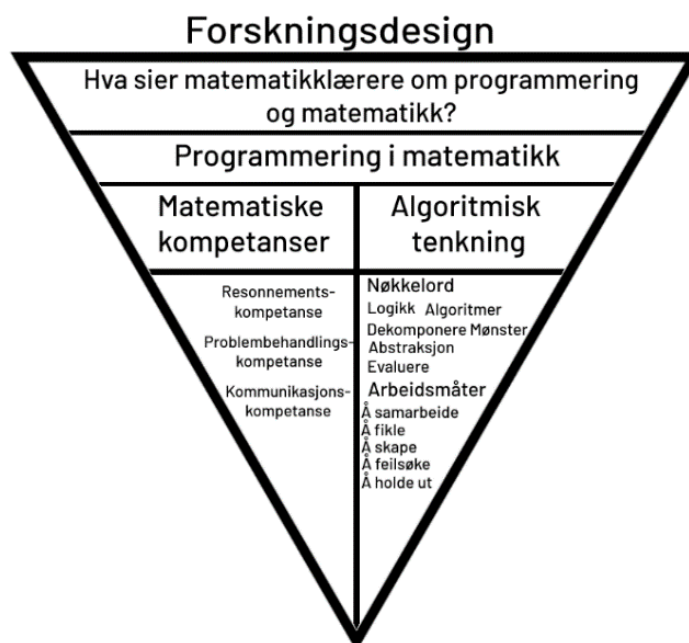 Forskningsdesign
Hva sier matematikklærere om programmering
og matematikk?
Programmering i matematikk
Matematiske
kompetanser
Resonnements-
kompetanse
Problembehandlings-
kompetanse
Kommunikasjons-
kompetanse
Algoritmisk
tenkning
Nøkkelord
Logikk Algoritmer
Dekomponere Mønster
Abstraksjon
Evaluere
Arbeidsmåter
Å samarbeide
Å fikle
Å skape
Å feilsøke
Å holde ut